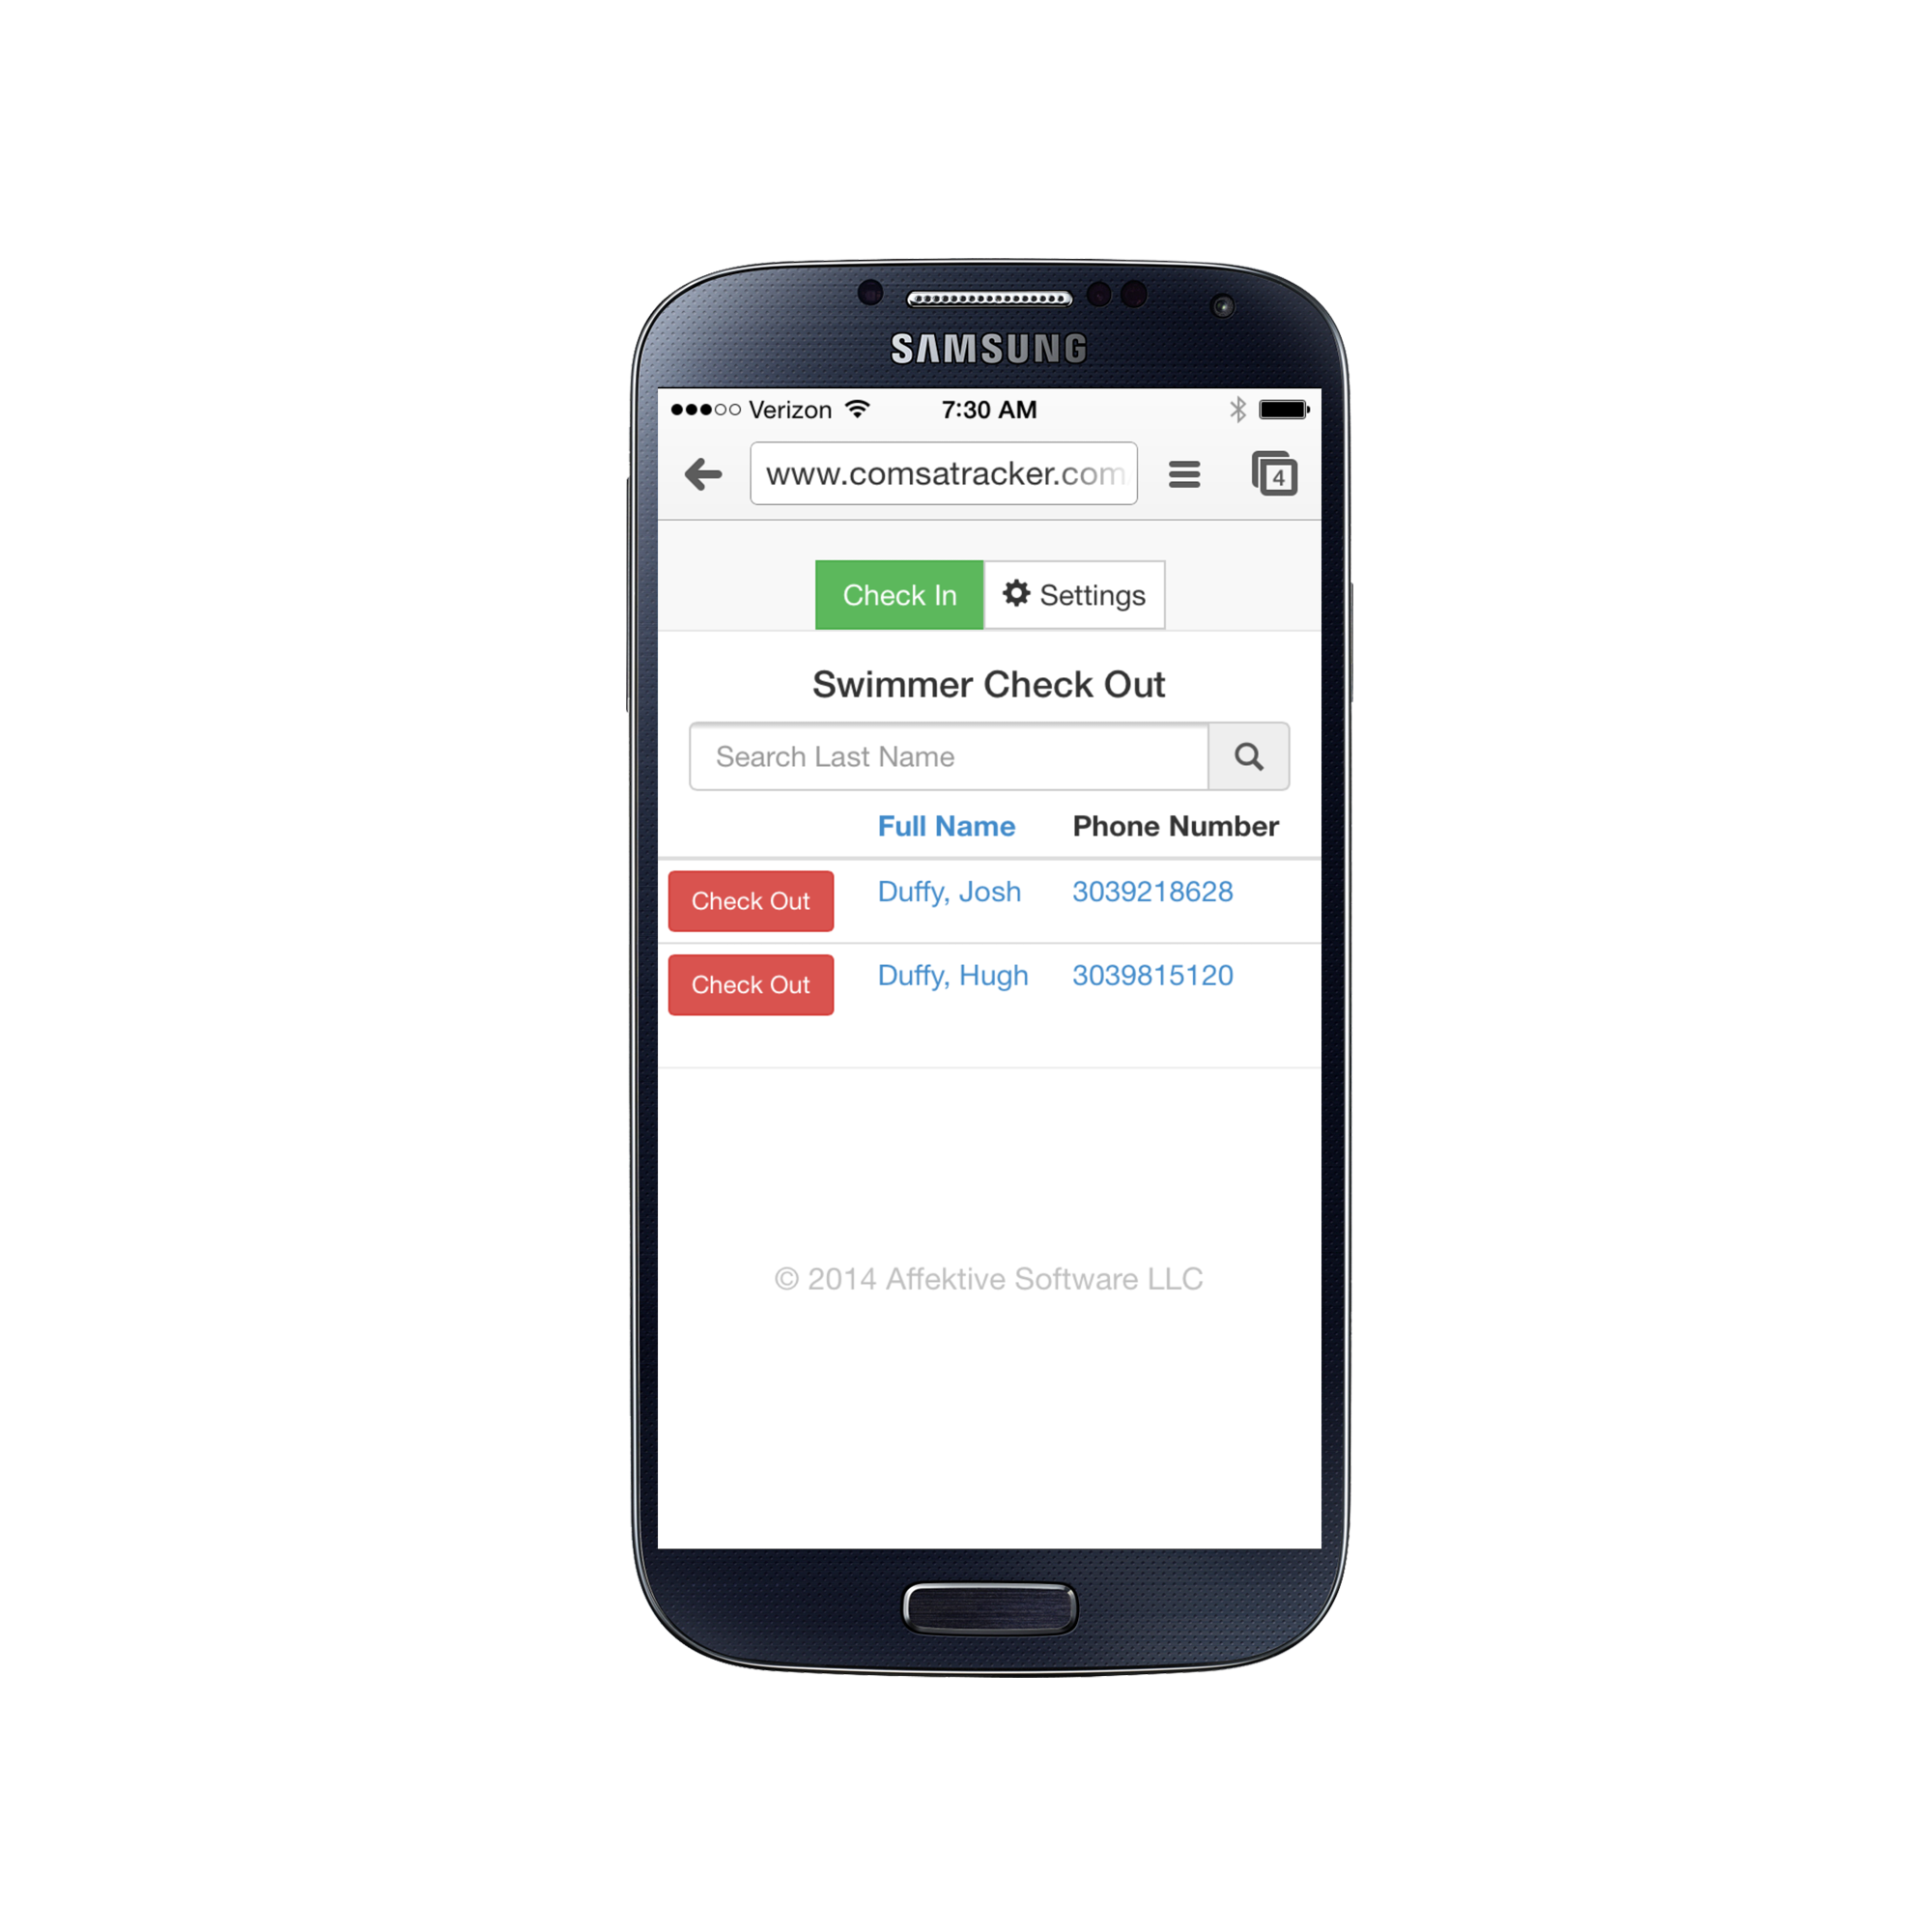 SAMSUNG
Verizon 7:30 AM
www.comsatracker.com 4
Check In Settings
Swimmer Check Out
Search Last Name
Full Name Phone Number
Check Out Duffy, Josh 3039218628
Check Out Duffy, Hugh 3039815120
© 2014 Affektive Software LLC